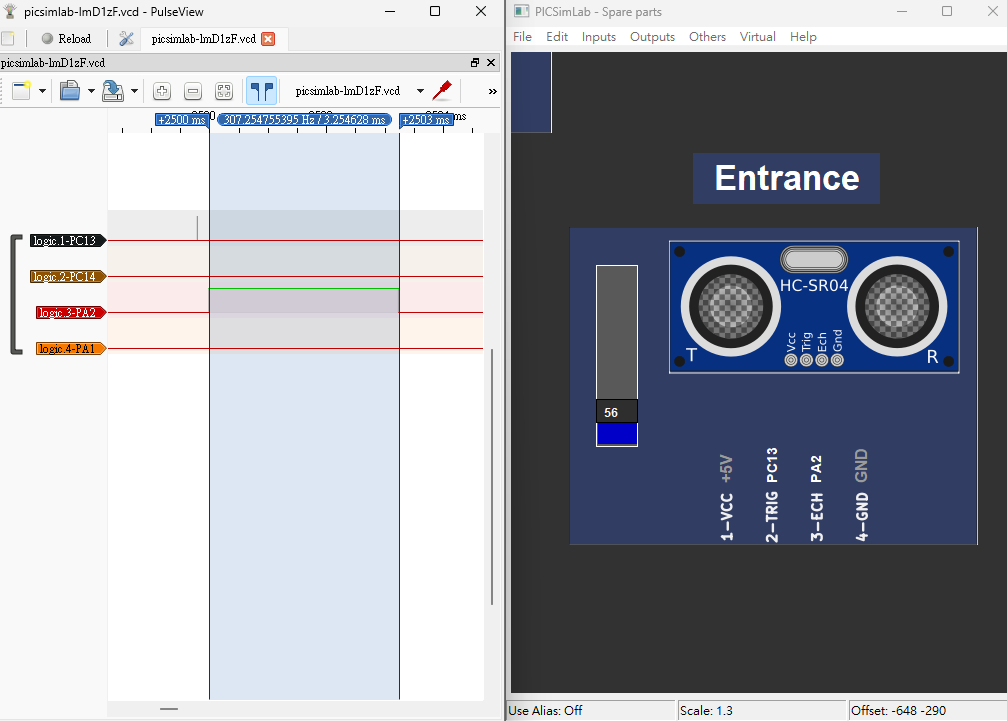 picsimlab-lmD1zF.vcd - PulseView
Reload
picsimlab-lmD1zF.vcd
picsimlab-lmD1zF.vcd
picsimlab-lmD1zF.vcd
»
+2500 ms
307.254755395 Hz / 3.254628 ms
+2503 ms
ms
logic.1-PC13
logic.2-PC14
logic.3-PA2
logic.4-PA1
PICSimLab - Spare parts
File Edit Inputs Outputs Others Virtual Help
Entrance
HC-SR04
Vcc
Trig
Ech
Gnd
T
R
56
1-VCC +5V
2-TRIG PC13
3-ECH PA2
4-GND GND
Use Alias: Off
Scale: 1.3
Offset: -648 -290